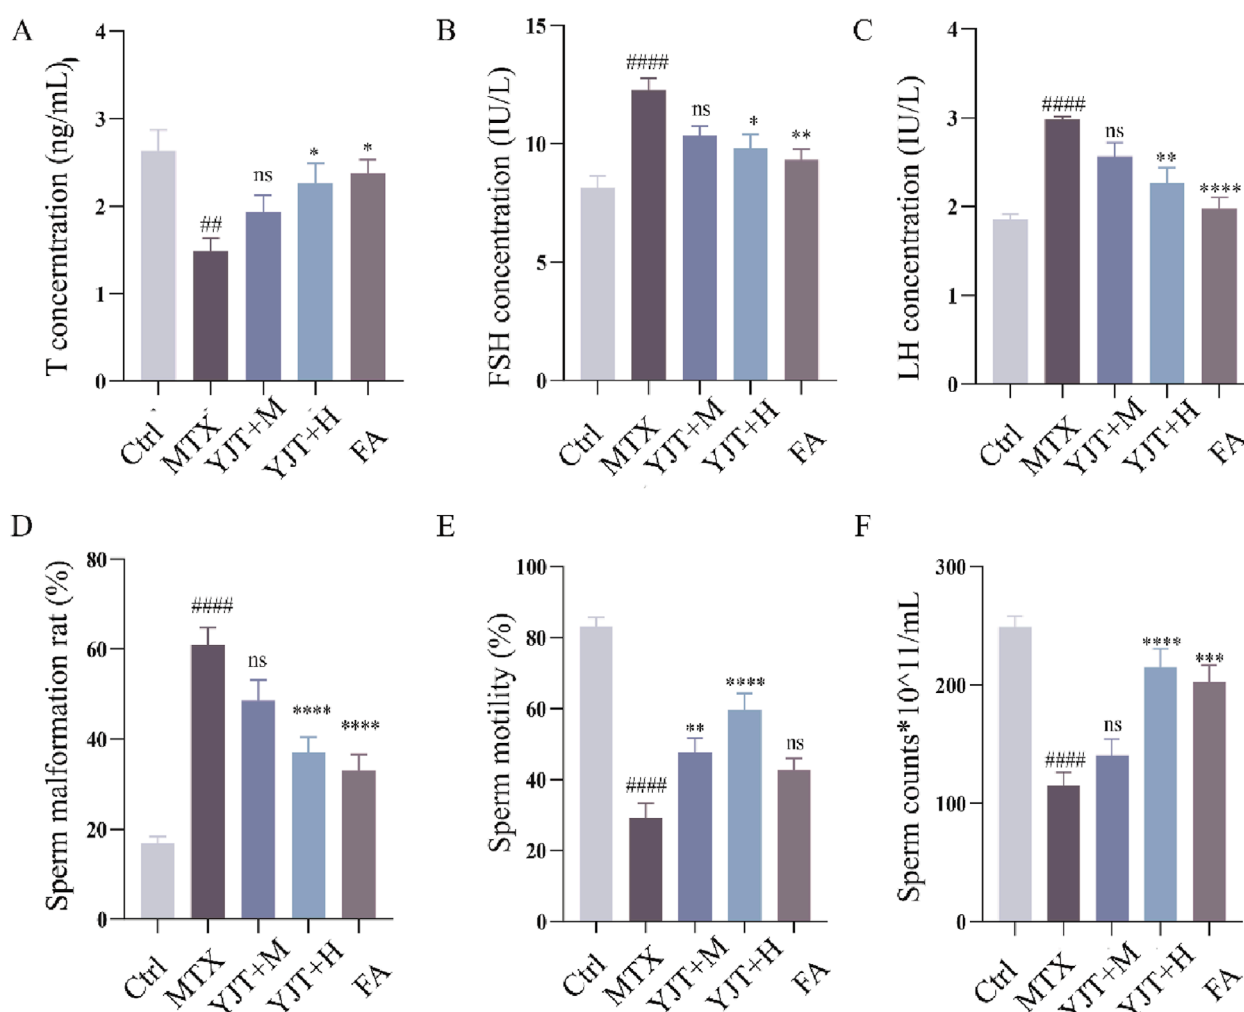 A
T concentration (ng/mL)
4
3
2
1
0
##
ns
*
*
Ctrl
MTX
YJT+M
YJT+H
FA
B
FSH concentration (IU/L)
15
10
5
0
####
ns
*
**
Ctrl
MTX
YJT+M
YJT+H
FA
C
LH concentration (IU/L)
4
3
2
1
0
####
ns
**
****
Ctrl
MTX
YJT+M
YJT+H
FA
D
Sperm malformation rat (%)
80
60
40
20
0
####
ns
****
****
Ctrl
MTX
YJT+M
YJT+H
FA
E
Sperm motility (%)
100
80
60
40
20
0
####
**
****
ns
Ctrl
MTX
YJT+M
YJT+H
FA
F
Sperm counts*10^11/mL
300
200
100
0
####
ns
****
***
Ctrl
MTX
YJT+M
YJT+H
FA